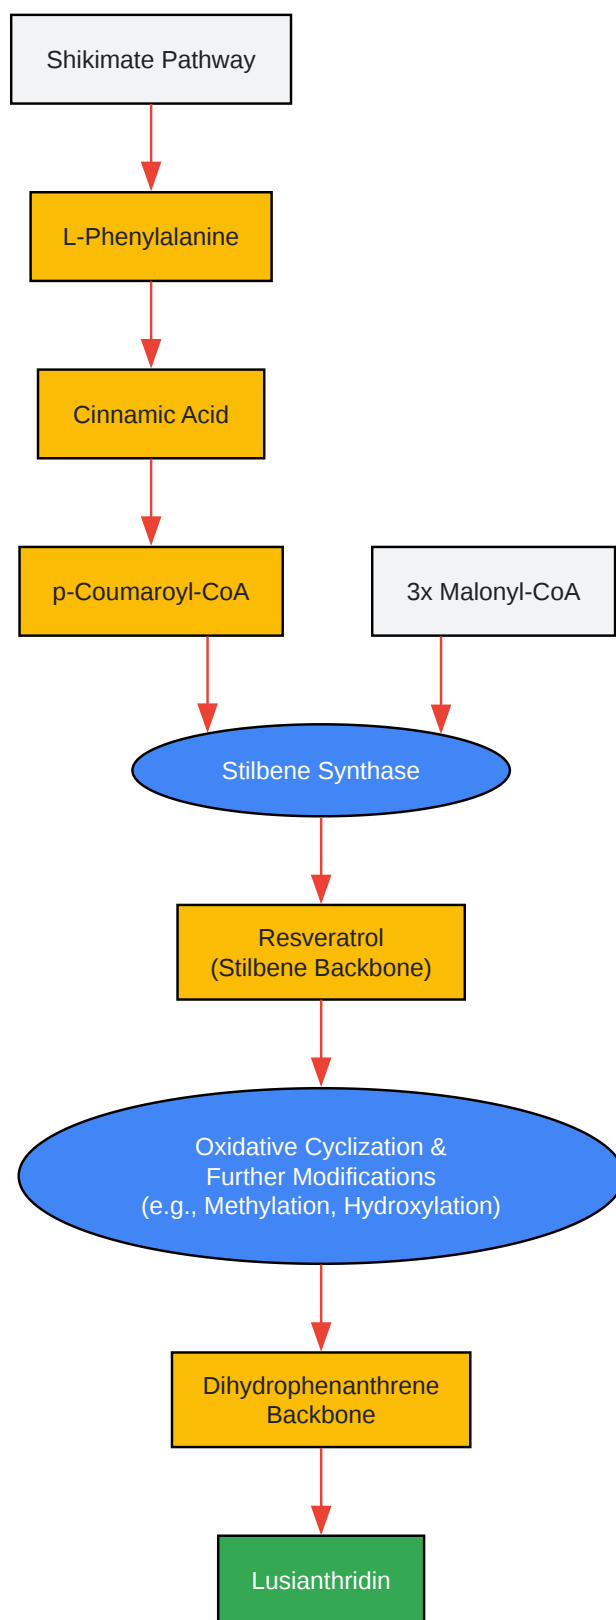 Shikimate Pathway
L-Phenylalanine
Cinnamic Acid
p-Coumaroyl-CoA
3x Malonyl-CoA
Stilbene Synthase
Resveratrol
(Stilbene Backbone)
Oxidative Cyclization &
Further Modifications
(e.g., Methylation, Hydroxylation)
Dihydrophenanthrene
Backbone
Lusianthridin